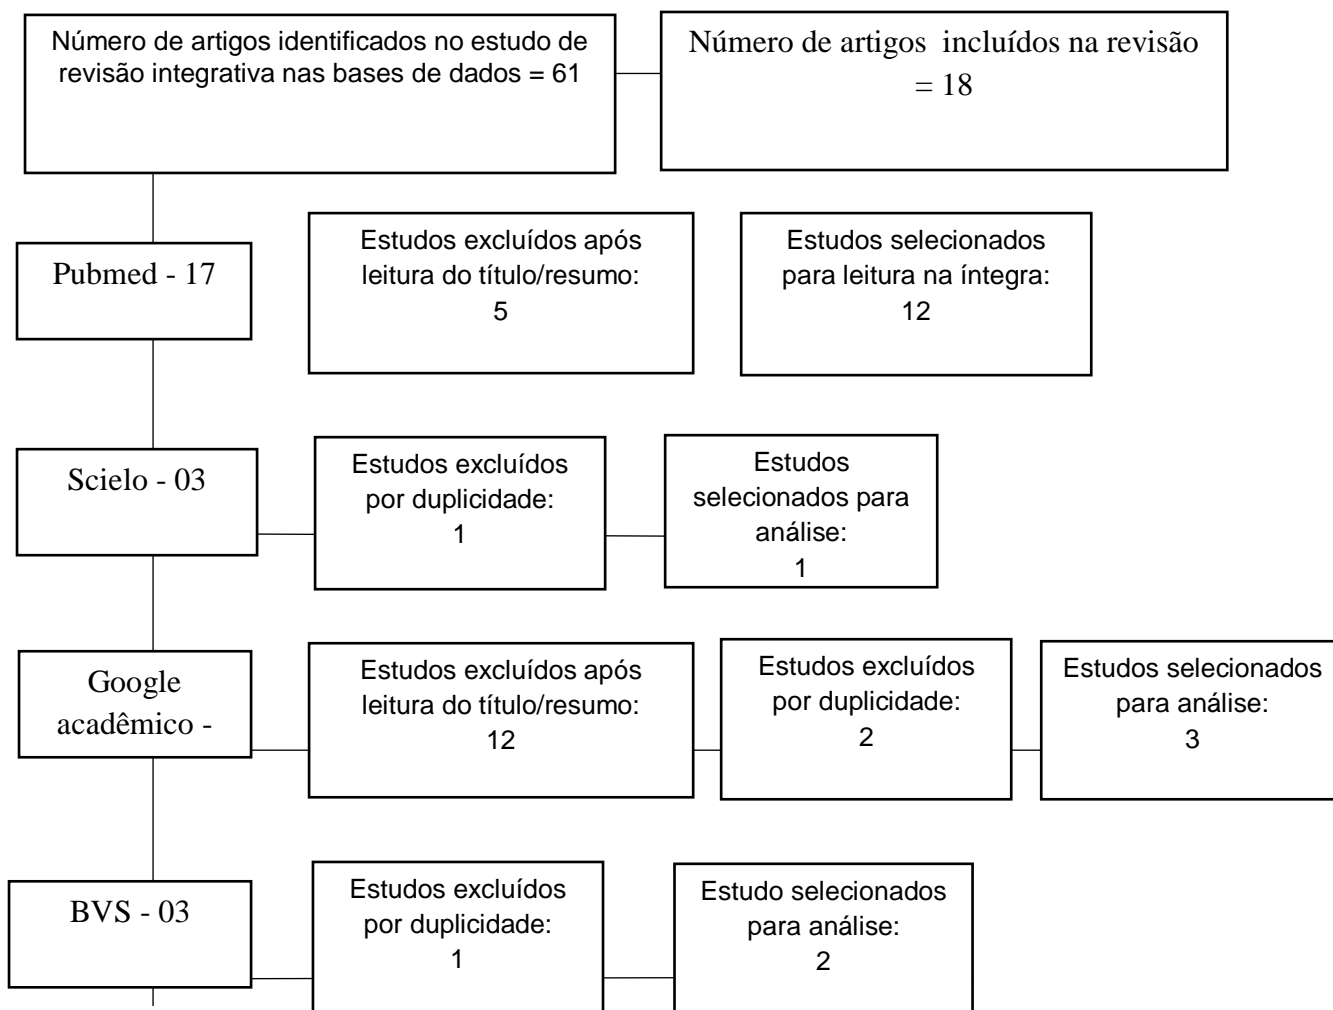 Número de artigos identificados no estudo de
revisão integrativa nas bases de dados = 61
Número de artigos incluídos na revisão
= 18
Pubmed - 17
Estudos excluídos após
leitura do título/resumo:
5
Estudos selecionados
para leitura na íntegra:
12
Scielo - 03
Estudos excluídos
por duplicidade:
1
Estudos
selecionados para
análise:
1
Google
acadêmico -
Estudos excluídos após
leitura do título/resumo:
12
Estudos excluídos
por duplicidade:
2
Estudos selecionados
para análise:
3
BVS - 03
Estudos excluídos
por duplicidade:
1
Estudo selecionados
para análise:
2